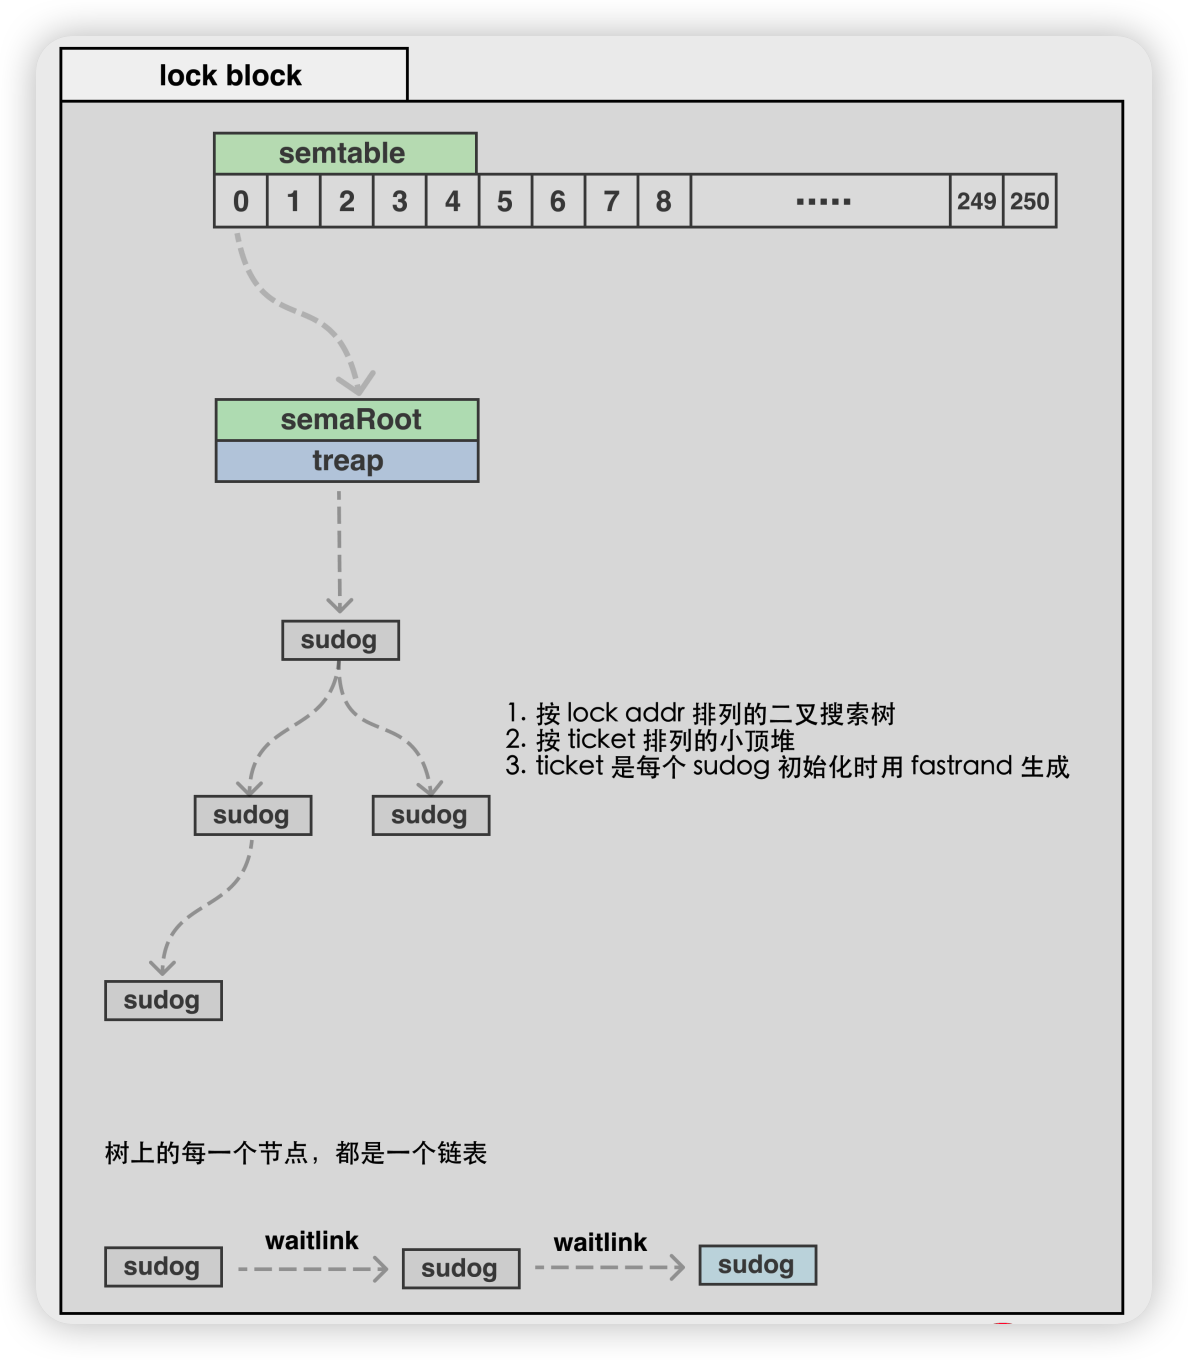 lock block
semtable
0 1 2 3 4 5 6 7 8 ····· 249 250
semaRoot
treap
sudog
1. 按 lock addr 排列的二叉搜索树
2. 按 ticket 排列的小顶堆
3. ticket 是每个 sudog 初始化时用 fastrand 生成
sudog sudog
sudog
树上的每一个节点，都是一个链表
waitlink waitlink
sudog sudog sudog